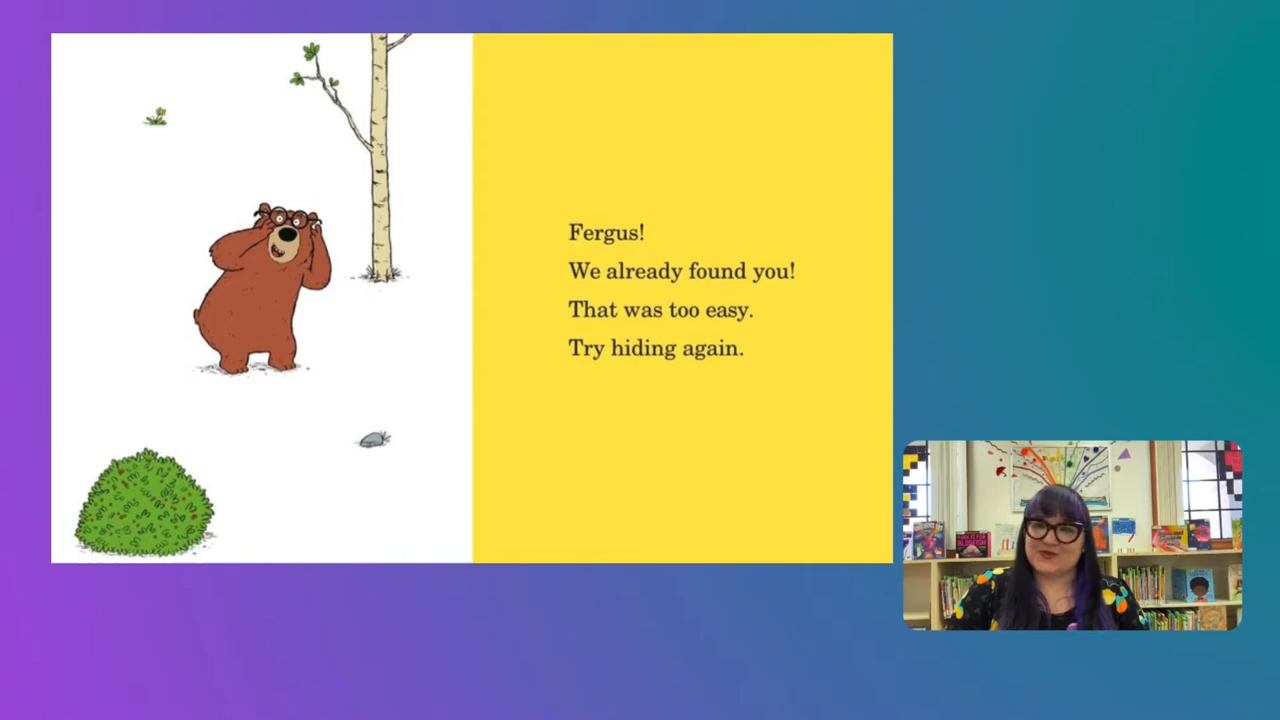 Fergus!
We already found you!
That was too easy.
Try hiding again.